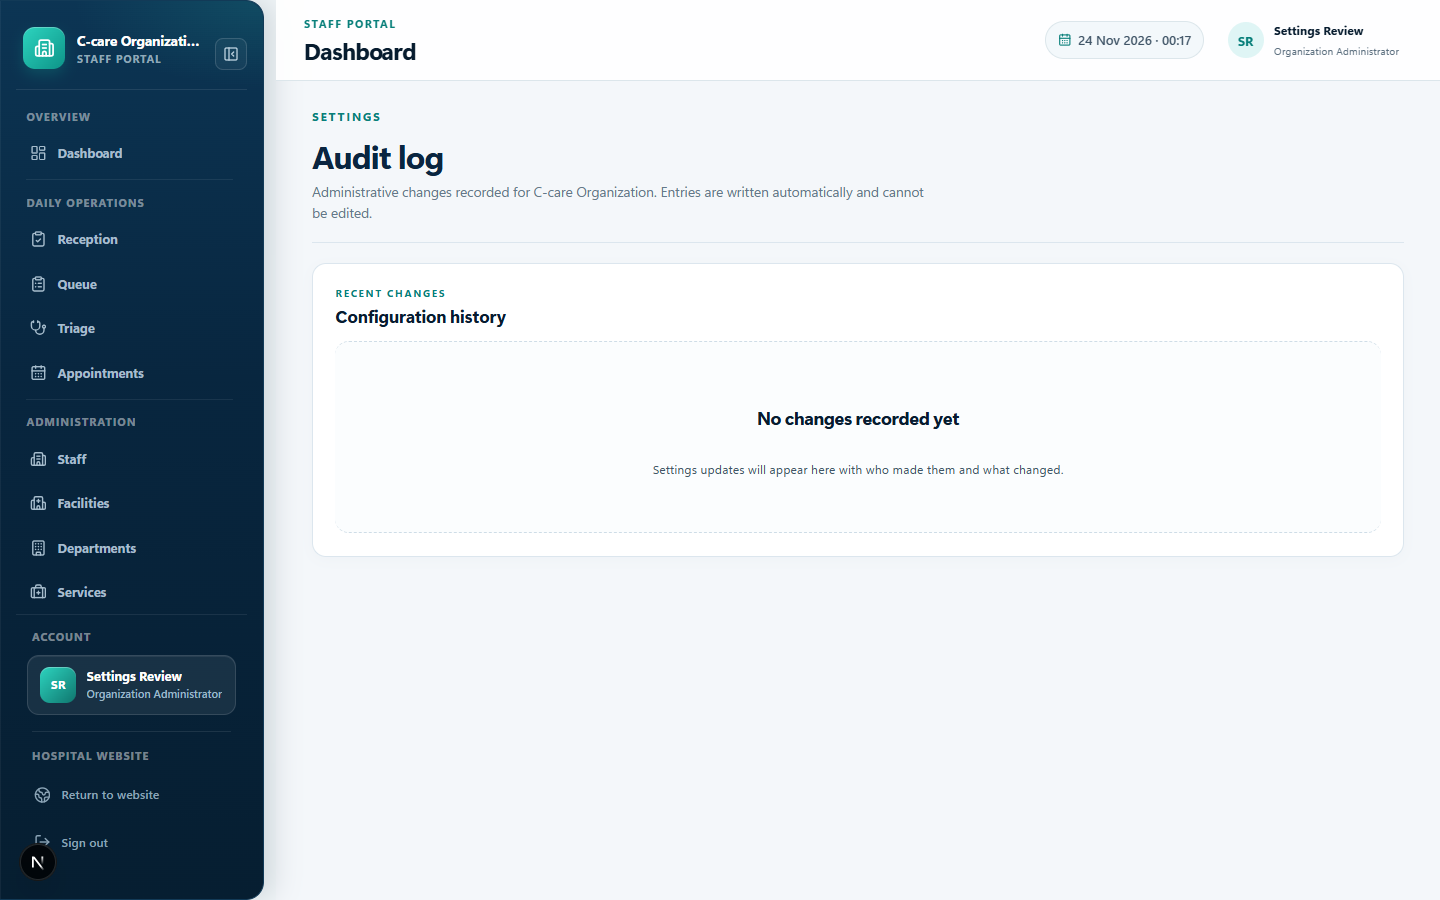 C-care Organizati...
STAFF PORTAL
OVERVIEW
Dashboard
DAILY OPERATIONS
Reception
Queue
Triage
Appointments
ADMINISTRATION
Staff
Facilities
Departments
Services
ACCOUNT
SR
Settings Review
Organization Administrator
HOSPITAL WEBSITE
Return to website
Sign out
N
STAFF PORTAL
Dashboard
24 Nov 2026 · 00:17
SR
Settings Review
Organization Administrator
SETTINGS
Audit log
Administrative changes recorded for C-care Organization. Entries are written automatically and cannot
be edited.
RECENT CHANGES
Configuration history
No changes recorded yet
Settings updates will appear here with who made them and what changed.